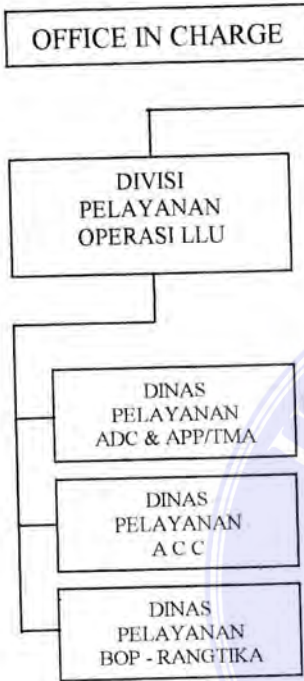 OFFICE IN CHARGE
DIVISI
PELAYANAN
OPERASI LLU
DINAS
PELAYANAN
ADC & APP/TMA
DINAS
PELAYANAN
A C C
DINAS
PELAYANAN
BOP - RANGTIKA